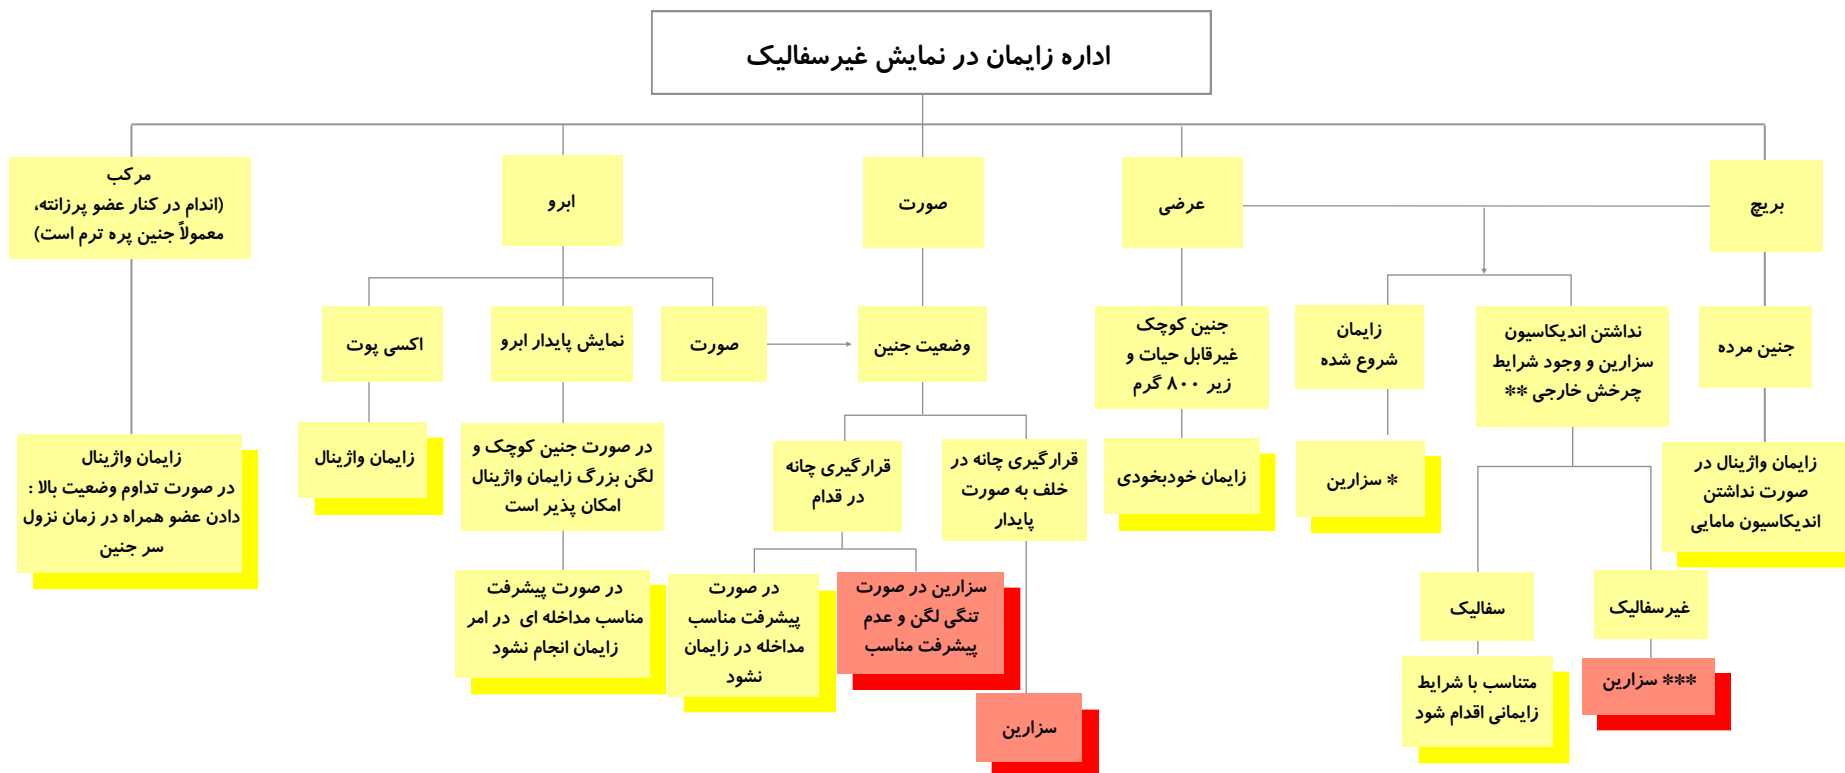 اداره زایمان در نمایش غیرسفالیک
بریچ
عرضی
صورت
ابرو
مرکب
(اندام در کنار عضو پرزانته،
معمولاً جنین پره ترم است)
جنین مرده
نداشتن اندیکاسیون
سزارین و وجود شرایط
چرخش خارجی **
زایمان
شروع شده
جنین کوچک
غیرقابل حیات و
زیر ۸۰۰ گرم
وضعیت جنین
صورت
نمایش پایدار ابرو
اکسی پوت
زایمان واژینال در
صورت نداشتن
اندیکاسیون مامایی
* سزارین
زایمان خودبخودی
قرارگیری چانه در
خلف به صورت
پایدار
قرارگیری چانه
در قدام
در صورت جنین کوچک و
لگن بزرگ زایمان واژینال
امکان پذیر است
زایمان واژینال
زایمان واژینال
در صورت تداوم وضعیت بالا :
دادن عضو همراه در زمان نزول
سر جنین
غیرسفالیک
سفالیک
سزارین در صورت
تنگی لگن و عدم
پیشرفت مناسب
در صورت
پیشرفت مناسب
مداخله در زایمان
نشود
در صورت پیشرفت
مناسب مداخله ای در امر
زایمان انجام نشود
*** سزارین
متناسب با شرایط
زایمانی اقدام شود
سزارین